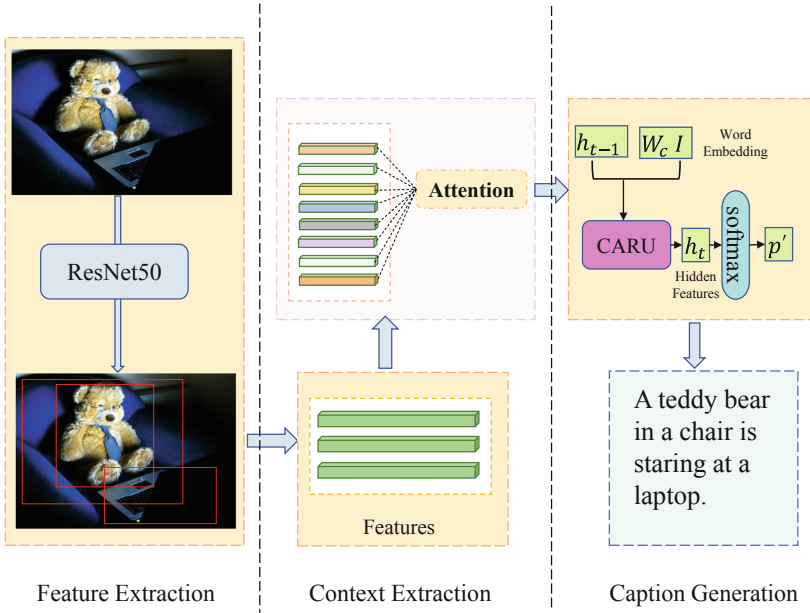 ResNet50
Feature Extraction
Attention
Features
Context Extraction
h_{t-1}
W_c I
Word
Embedding
CARU
h_t
Hidden
Features
softmax
p'
A teddy bear
in a chair is
staring at a
laptop.
Caption Generation